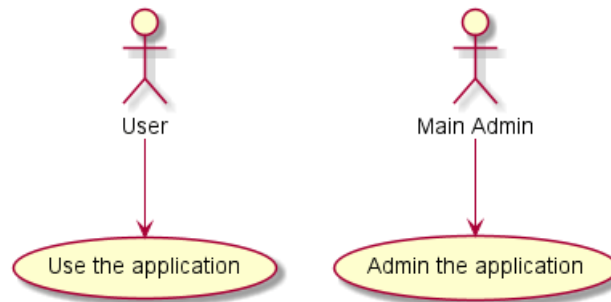 User
Main Admin
Use the application
Admin the application